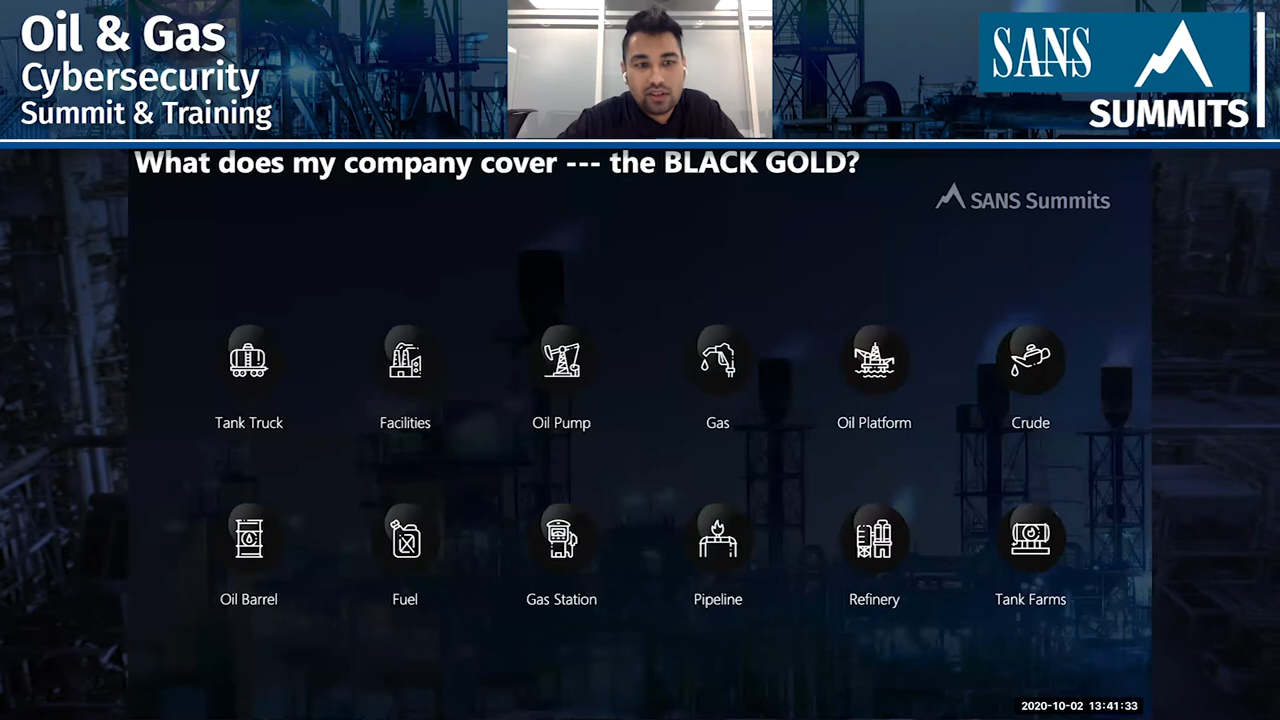 Oil & Gas
Cybersecurity
Summit & Training
SANS
SUMMITS
What does my company cover --- the BLACK GOLD?
SANS Summits
Tank Truck
Facilities
Oil Pump
Gas
Oil Platform
Crude
Oil Barrel
Fuel
Gas Station
Pipeline
Refinery
Tank Farms
2020-10-02 13:41:33